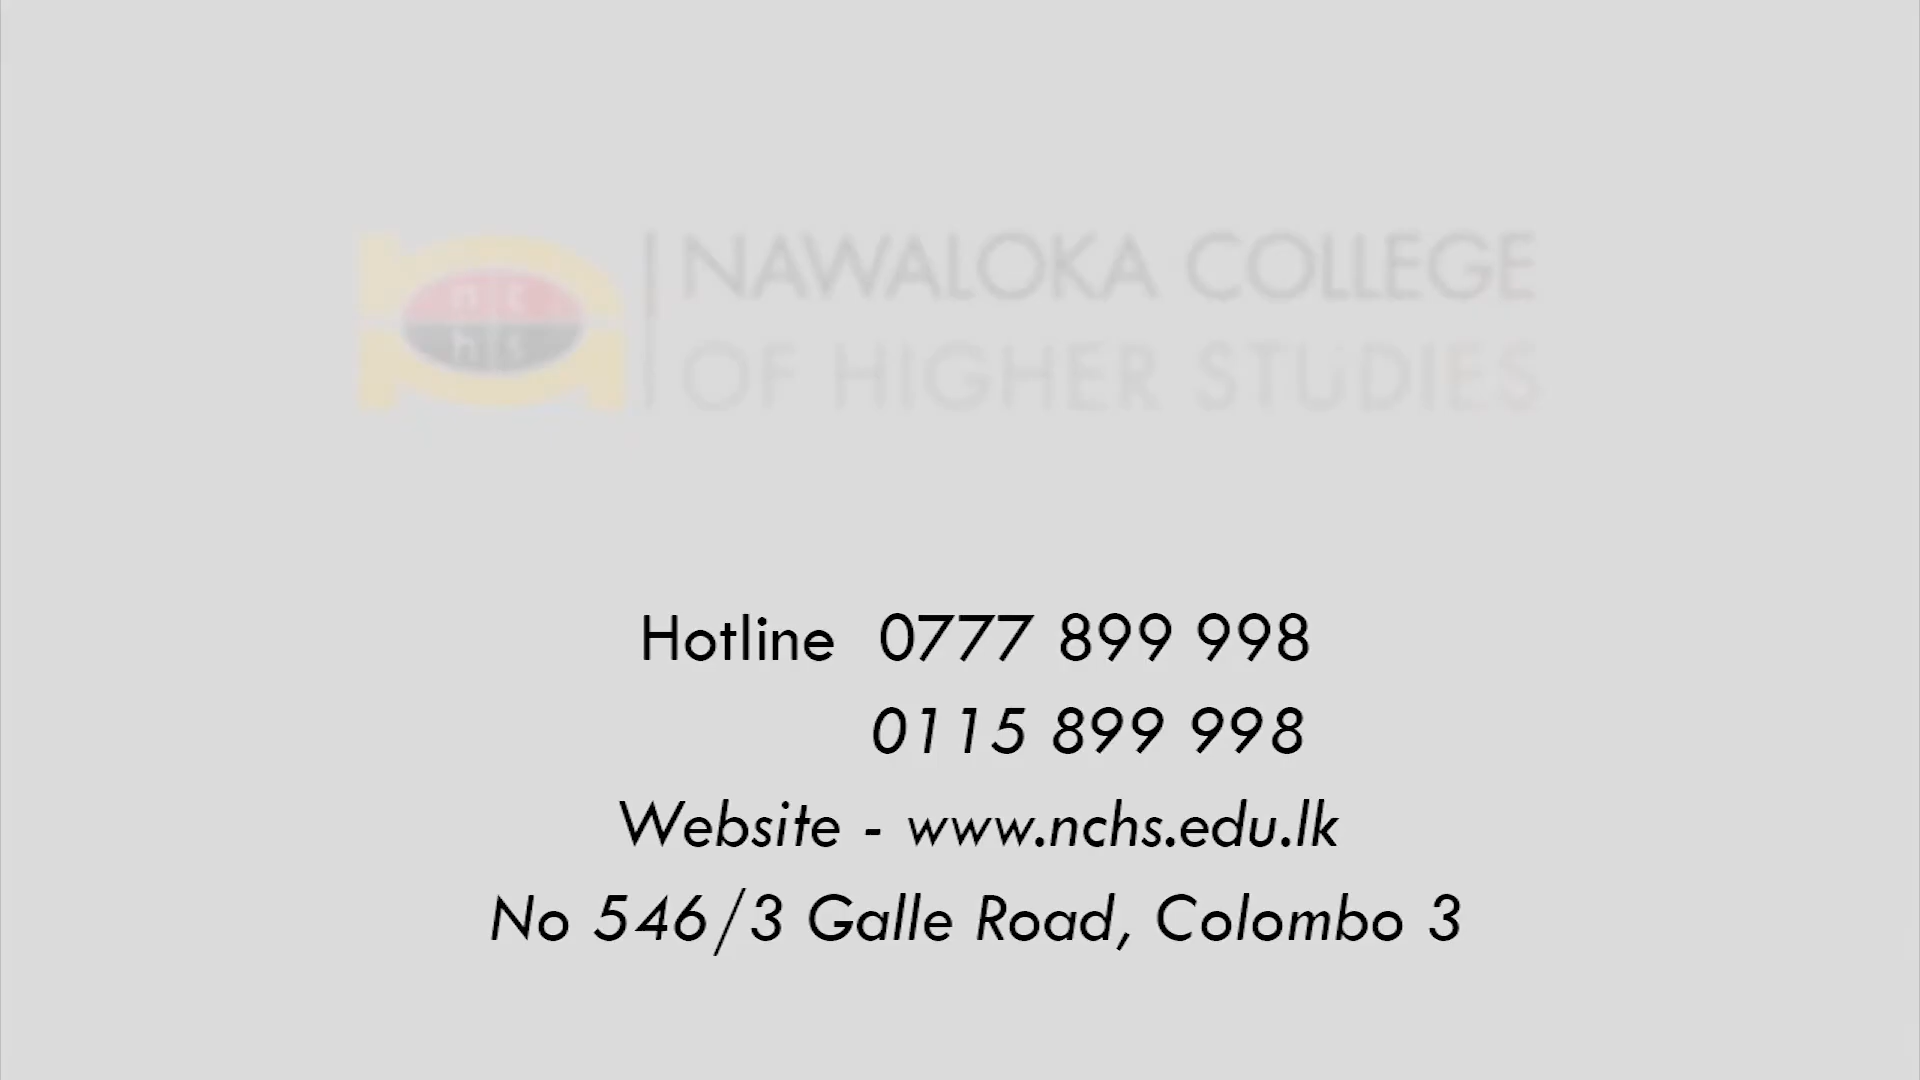 n c
h s
NAWALOKA COLLEGE
OF HIGHER STUDIES
Hotline 0777 899 998
0115 899 998
Website - www.nchs.edu.lk
No 546/3 Galle Road, Colombo 3